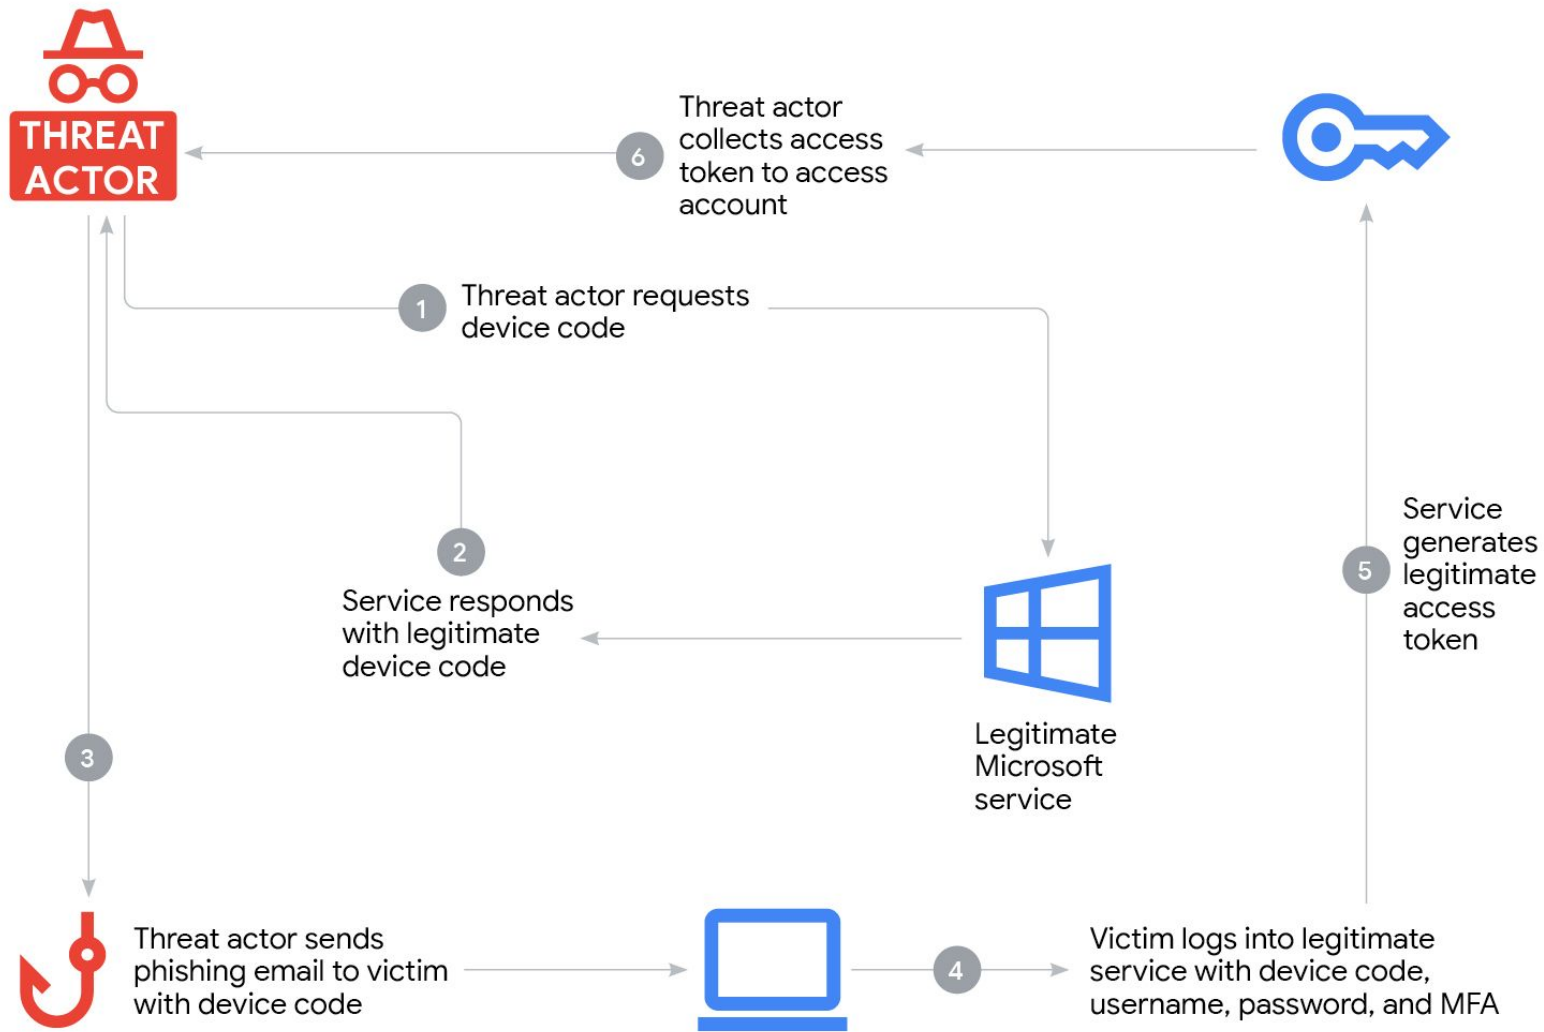 THREAT
ACTOR
6
Threat actor
collects access
token to access
account
1
Threat actor requests
device code
2
Service responds
with legitimate
device code
Legitimate
Microsoft
service
5
Service
generates
legitimate
access
token
3
Threat actor sends
phishing email to victim
with device code
4
Victim logs into legitimate
service with device code,
username, password, and MFA